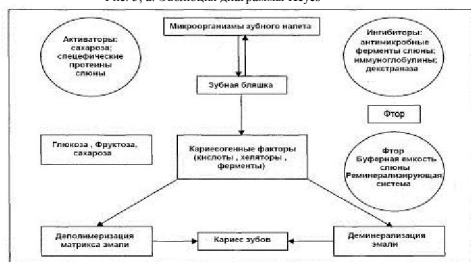 Микроорганизмы зубного налета
Активаторы:
сахароза;
специфические
протеины
слюны
Ингибиторы:
антимикробные
ферменты слюны;
иммуноглобулины;
декстраназа
Зубная бляшка
Фтор
Глюкоза , Фруктоза,
сахароза
Кариесогенные факторы
(кислоты , хелаторы ,
ферменты)
Фтор
Буферная емкость
слюны
Реминерализирующая
система
Деполимеризация
матрикса эмали
Кариес зубов
Деминерализация
эмали